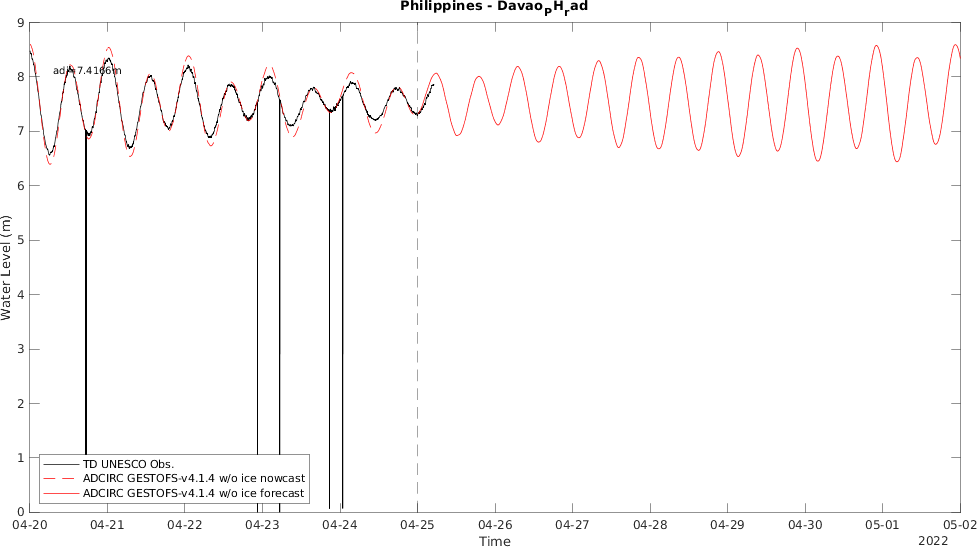 Philippines - Davao_PH_rad
9
8
7
6
5
4
3
2
1
0
Water Level (m)
adj=7.4166m
TD UNESCO Obs.
ADCIRC GESTOFS-v4.1.4 w/o ice nowcast
ADCIRC GESTOFS-v4.1.4 w/o ice forecast
04-20 04-21 04-22 04-23 04-24 04-25 04-26 04-27 04-28 04-29 04-30 05-01 05-02
Time
2022